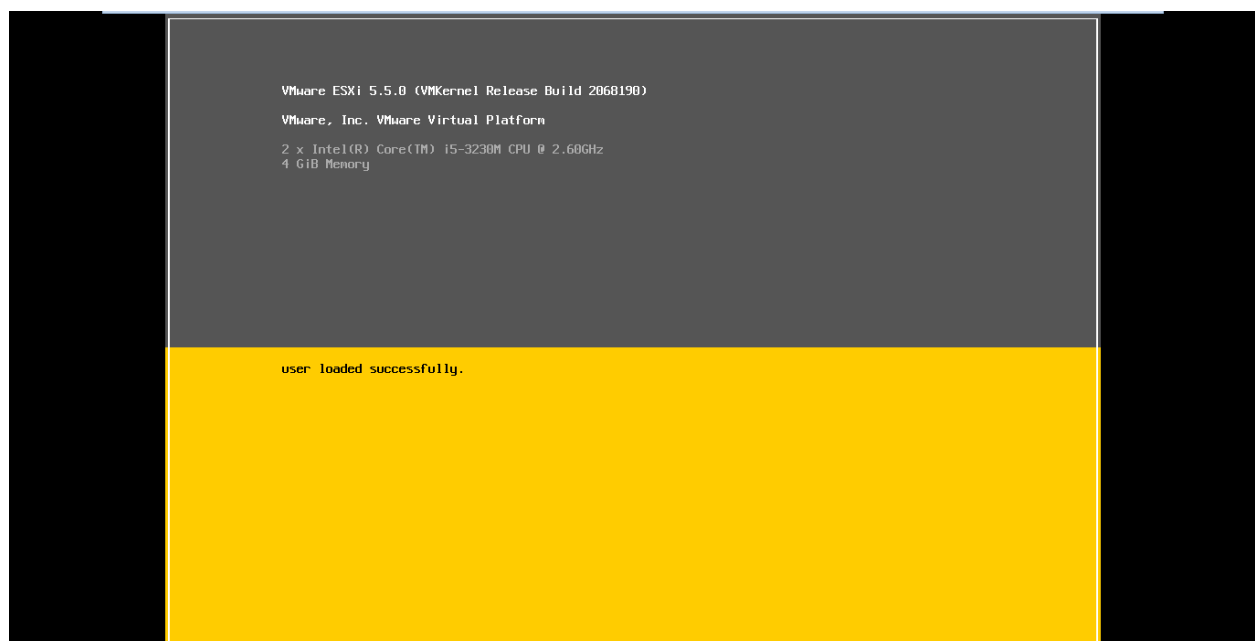 VMware ESXi 5.5.0 (VMKernel Release Build 2068190)
VMware, Inc. VMware Virtual Platform
2 x Intel(R) Core(TM) i5-3230M CPU @ 2.60GHz
4 GiB Memory
user loaded successfully.